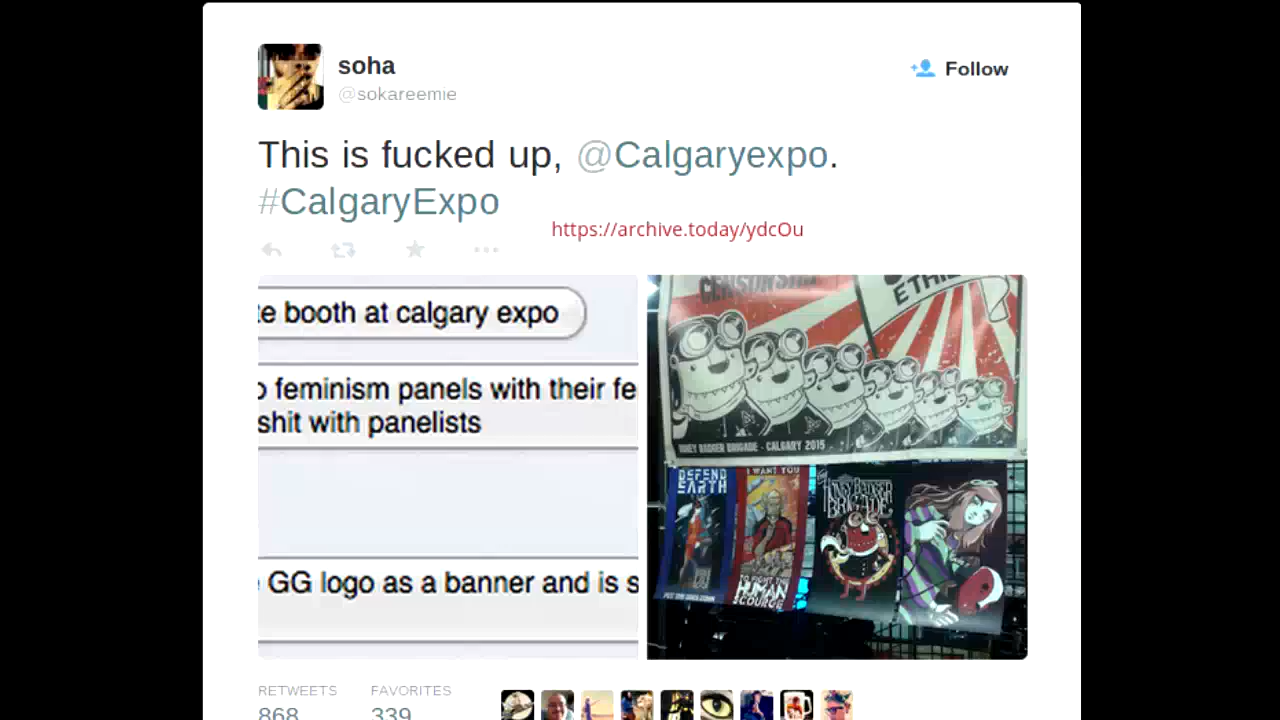 soha
@sokareemie
Follow
This is fucked up, @Calgaryexpo.
#CalgaryExpo
https://archive.today/ydcOu
te booth at calgary expo
o feminism panels with their fe
shit with panelists
GG logo as a banner and is s
CENSORSHIP
ETHIC
HONEY BADGER BRIGADE - CALGARY 2015
DEFEND
EARTH
I WANT YOU
TO FIGHT THE
HUMAN
SCOURGE
HONEY BADGER
BRIGADE
RETWEETS
868
FAVORITES
339